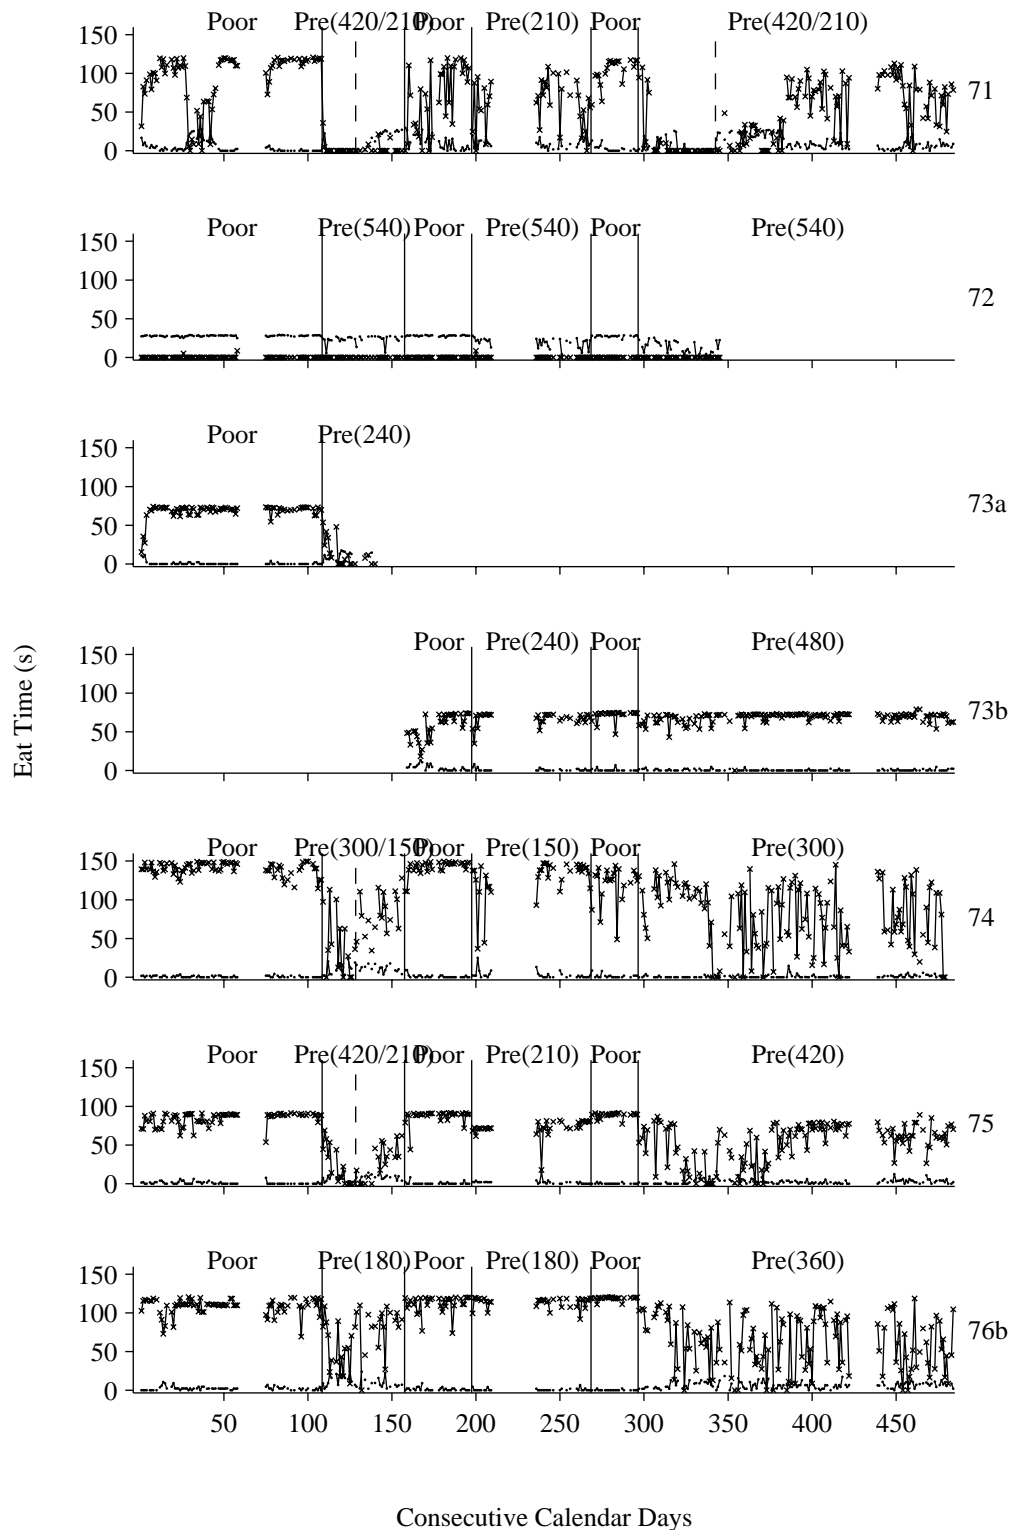 Poor Pre(420/210) Poor Pre(210) Poor Pre(420/210)
150
100
50
0
71
Poor Pre(540) Poor Pre(540) Poor Pre(540)
150
100
50
0
72
Poor Pre(240)
150
100
50
0
73a
Poor Pre(240) Poor Pre(480)
150
100
50
0
73b
Poor Pre(300/150) Poor Pre(150) Poor Pre(300)
150
100
50
0
74
Poor Pre(420/210) Poor Pre(210) Poor Pre(420)
150
100
50
0
75
Poor Pre(180) Poor Pre(180) Poor Pre(360)
150
100
50
0
76b
50 100 150 200 250 300 350 400 450
Eat Time (s)
Consecutive Calendar Days